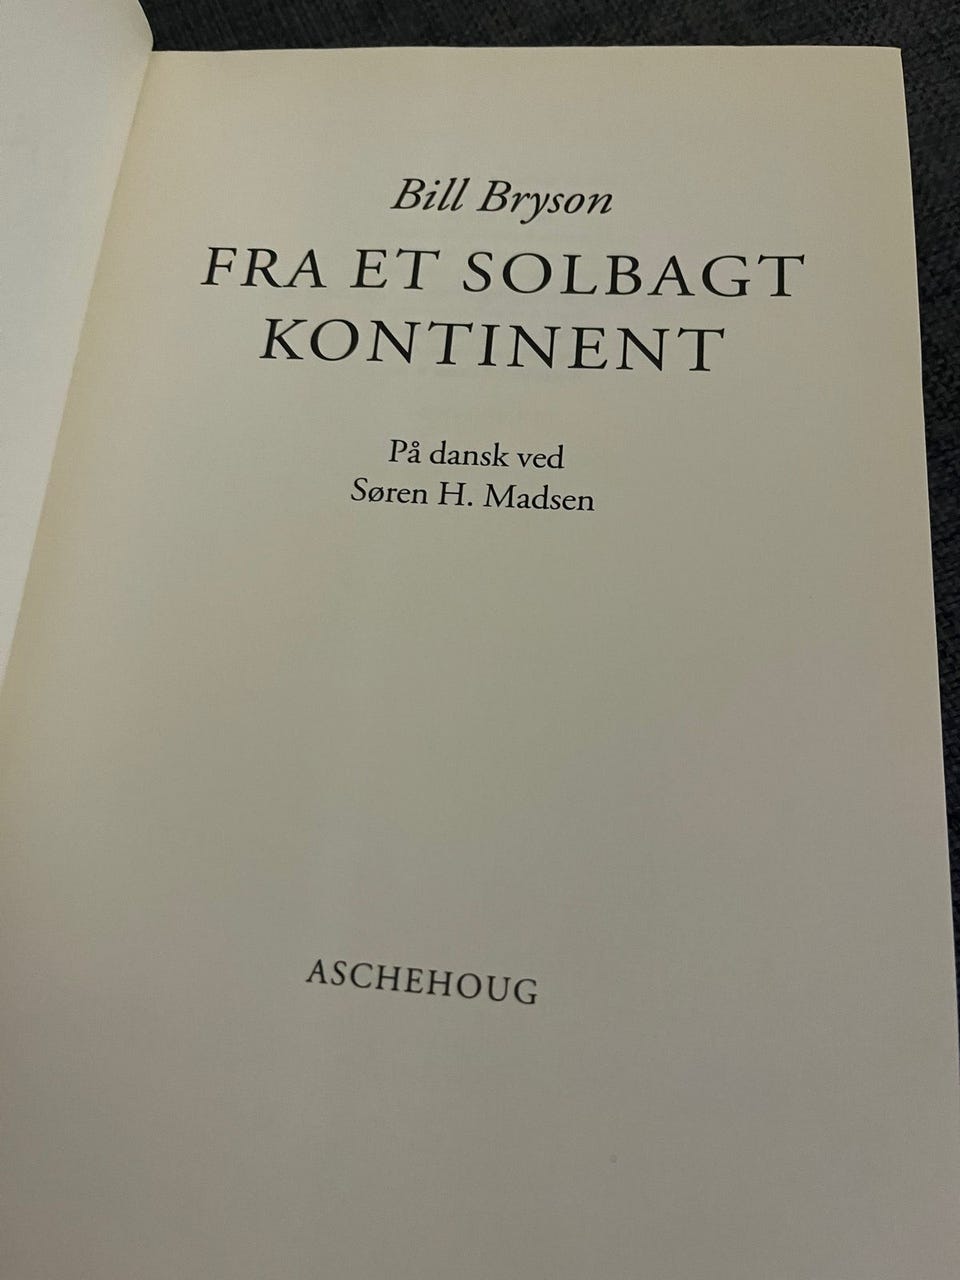 Bill Bryson
FRA ET SOLBAGT
KONTINENT
På dansk ved
Søren H. Madsen
ASCHEHOUG